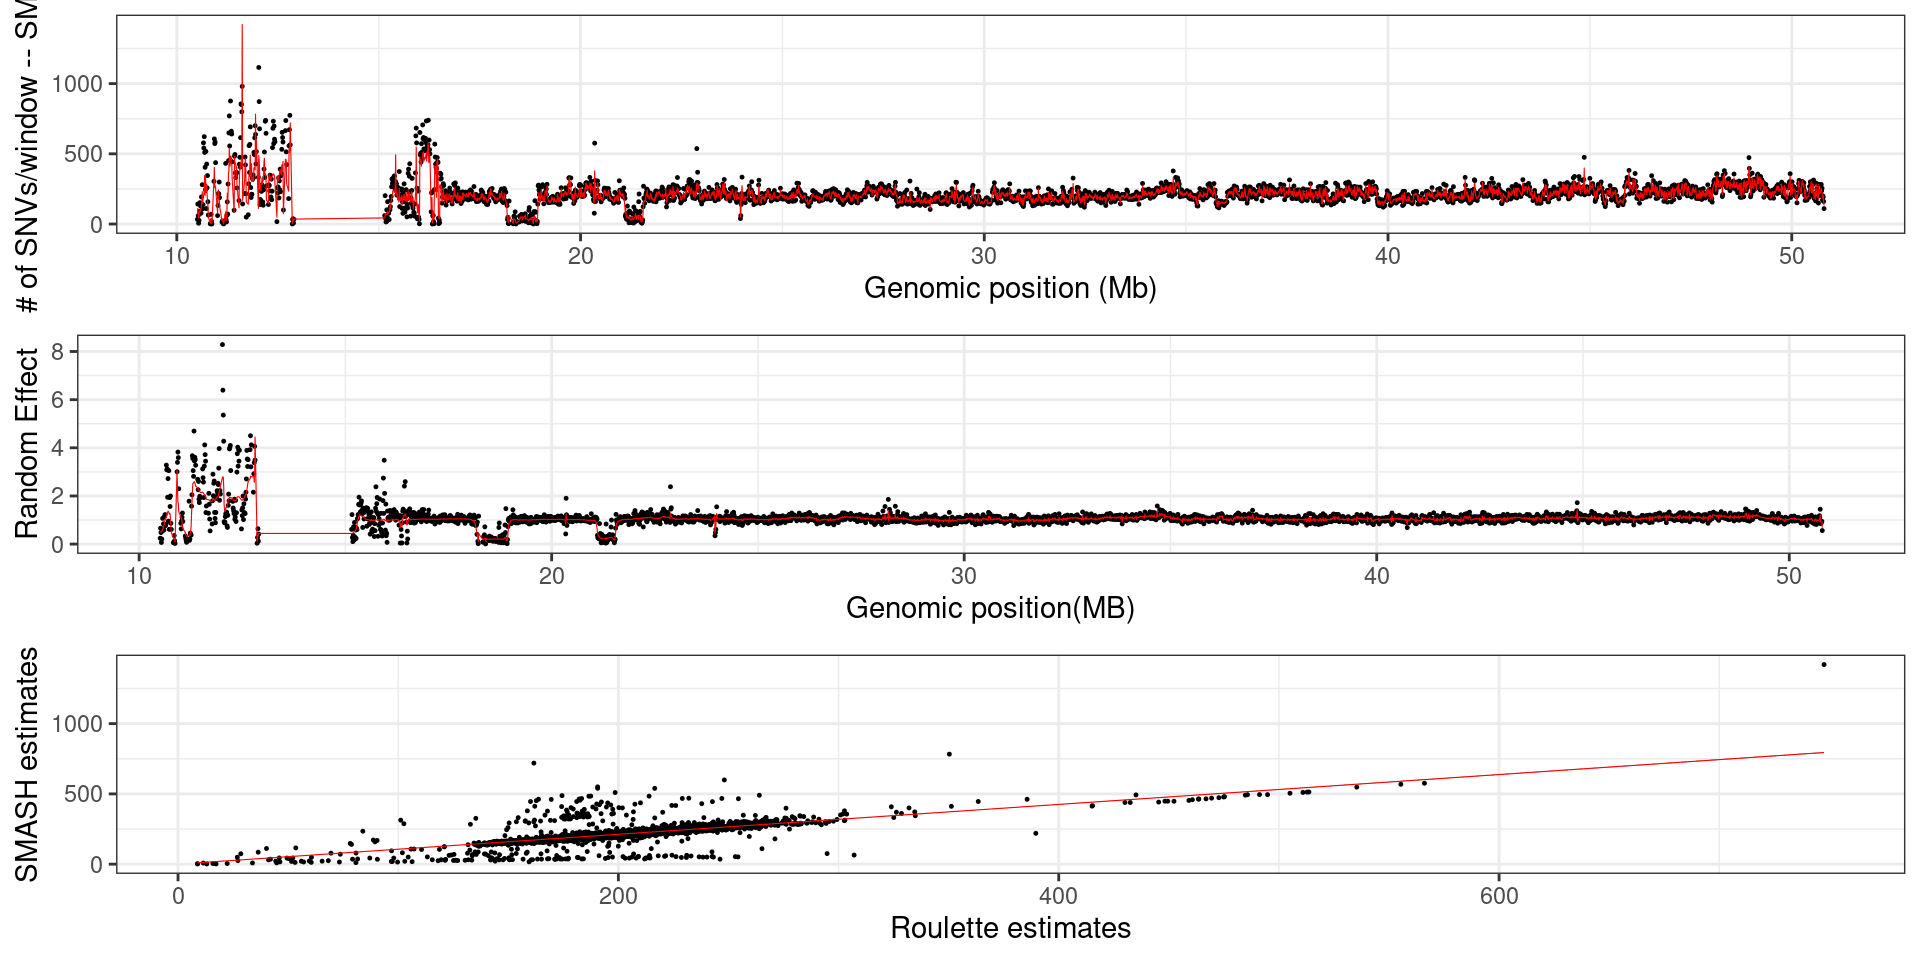 # of SNVs/window -- SM
1000
500
0
10 20 30 40 50
Genomic position (Mb)
Random Effect
8
6
4
2
0
10 20 30 40 50
Genomic position(MB)
SMASH estimates
1000
500
0
0 200 400 600
Roulette estimates